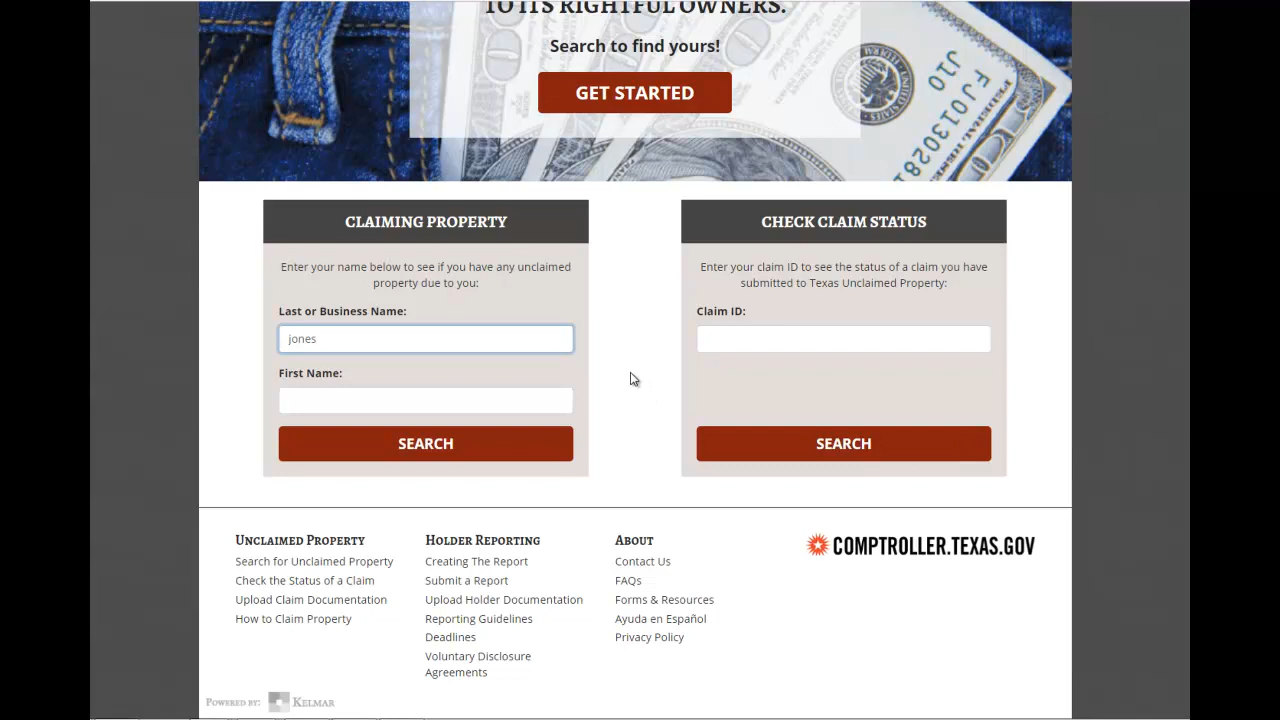 TO ITS RIGHTFUL OWNERS.
Search to find yours!
GET STARTED
J10
FJ0130281
CLAIMING PROPERTY
Enter your name below to see if you have any unclaimed
property due to you:
Last or Business Name:
jones
First Name:
SEARCH
CHECK CLAIM STATUS
Enter your claim ID to see the status of a claim you have
submitted to Texas Unclaimed Property:
Claim ID:
SEARCH
UNCLAIMED PROPERTY
Search for Unclaimed Property
Check the Status of a Claim
Upload Claim Documentation
How to Claim Property
HOLDER REPORTING
Creating The Report
Submit a Report
Upload Holder Documentation
Reporting Guidelines
Deadlines
Voluntary Disclosure
Agreements
ABOUT
Contact Us
FAQs
Forms & Resources
Ayuda en Español
Privacy Policy
COMPTROLLER.TEXAS.GOV
POWERED BY: KELMAR